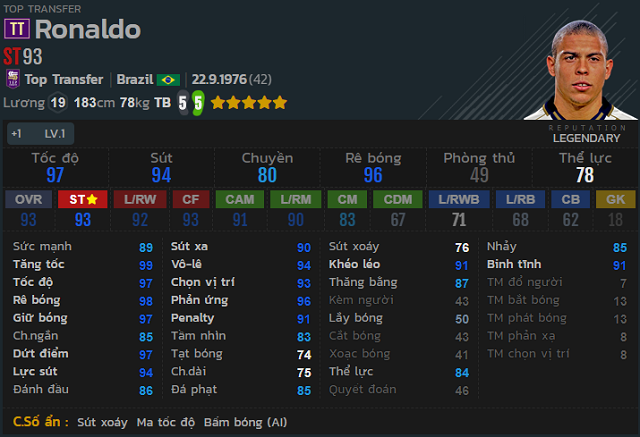 TOP TRANSFER
TT Ronaldo
ST 93
Top Transfer Brazil 22.9.1976 (42)
Lương 19 183cm 78kg TB 5 5
REPUTATION
LEGENDARY
+1 LV.1
Tốc độ Sút Chuyền Rê bóng Phòng thủ Thể lực
97 94 80 96 49 78
OVR ST L/RW CF CAM L/RM CM CDM L/RWB L/RB CB GK
93 93 92 93 91 90 83 67 71 68 62 18
Sức mạnh 89 Sút xa 90 Sút xoáy 76 Nhảy 85
Tăng tốc 99 Vô-lê 94 Khéo léo 91 Bình tĩnh 91
Tốc độ 97 Chọn vị trí 93 Thăng bằng 87 TM đổ người 7
Rê bóng 98 Phản ứng 96 Kèm người 43 TM bắt bóng 13
Giữ bóng 97 Penalty 91 Lấy bóng 50 TM phát bóng 13
Ch.ngắn 85 Tầm nhìn 83 Cắt bóng 43 TM phản xạ 8
Dứt điểm 97 Tạt bóng 74 Xoạc bóng 41 TM chọn vị trí 8
Lực sút 94 Ch.dài 75 Thể lực 84
Đánh đầu 86 Đá phạt 85 Quyết đoán 46
C.Số ẩn : Sút xoáy Ma tốc độ Bấm bóng (AI)